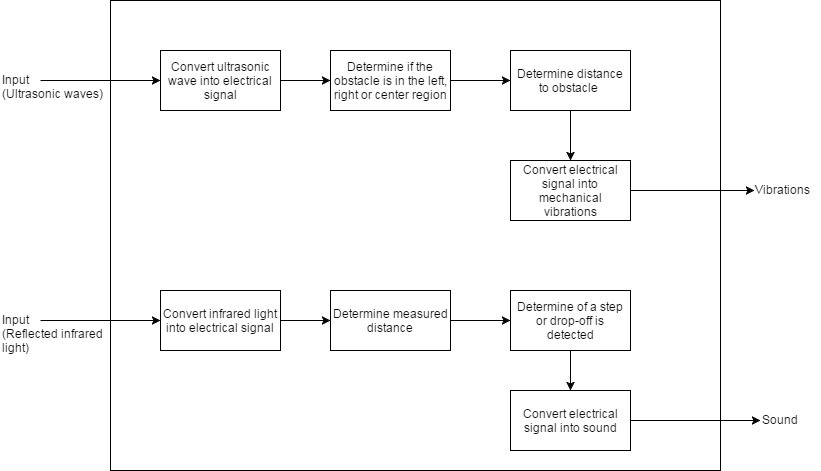 Input
(Ultrasonic waves)
Convert ultrasonic
wave into electrical
signal
Determine if the
obstacle is in the left,
right or center region
Determine distance
to obstacle
Convert electrical
signal into
mechanical
vibrations
Vibrations
Input
(Reflected infrared
light)
Convert infrared light
into electrical signal
Determine measured
distance
Determine of a step
or drop-off is
detected
Convert electrical
signal into sound
Sound